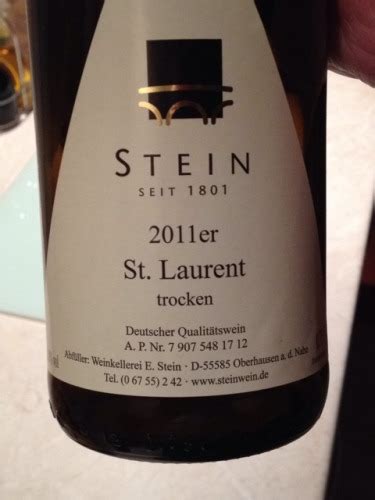 STEIN
SEIT 1801
2011er
St. Laurent
trocken
Deutscher Qualitätswein
A. P. Nr. 7 907 548 17 12
Abfüller: Weinkellerei E. Stein · D-55585 Oberhausen a. d. Nahe
Tel. (0 67 55) 2 42 · www.steinwein.de